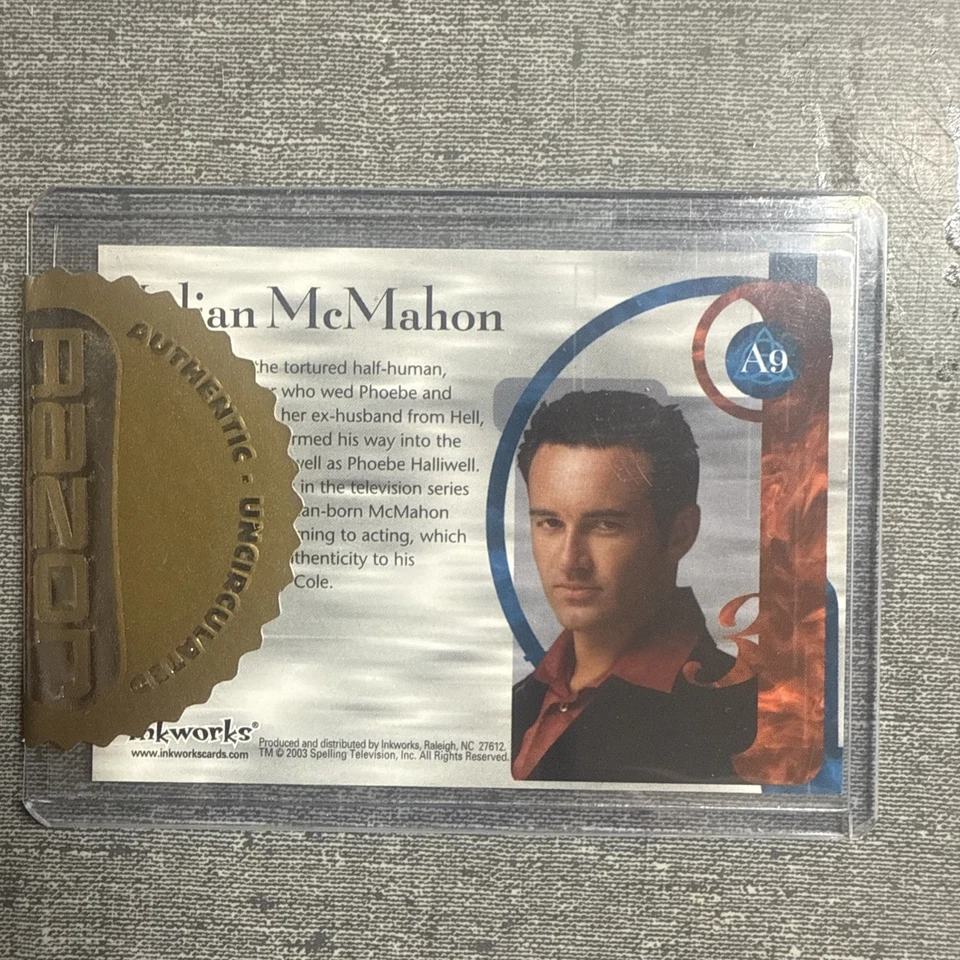 lian McMahon
A9
the tortured half-human,
who wed Phoebe and
her ex-husband from Hell,
rmed his way into the
well as Phoebe Halliwell.
in the television series
an-born McMahon
ning to acting, which
thenticity to his
Cole.
3
AUTHENTIC - UNCIRCULATED
RAZOR
inkworks®
www.inkworkscards.com
Produced and distributed by Inkworks, Raleigh, NC 27612.
TM © 2003 Spelling Television, Inc. All Rights Reserved.